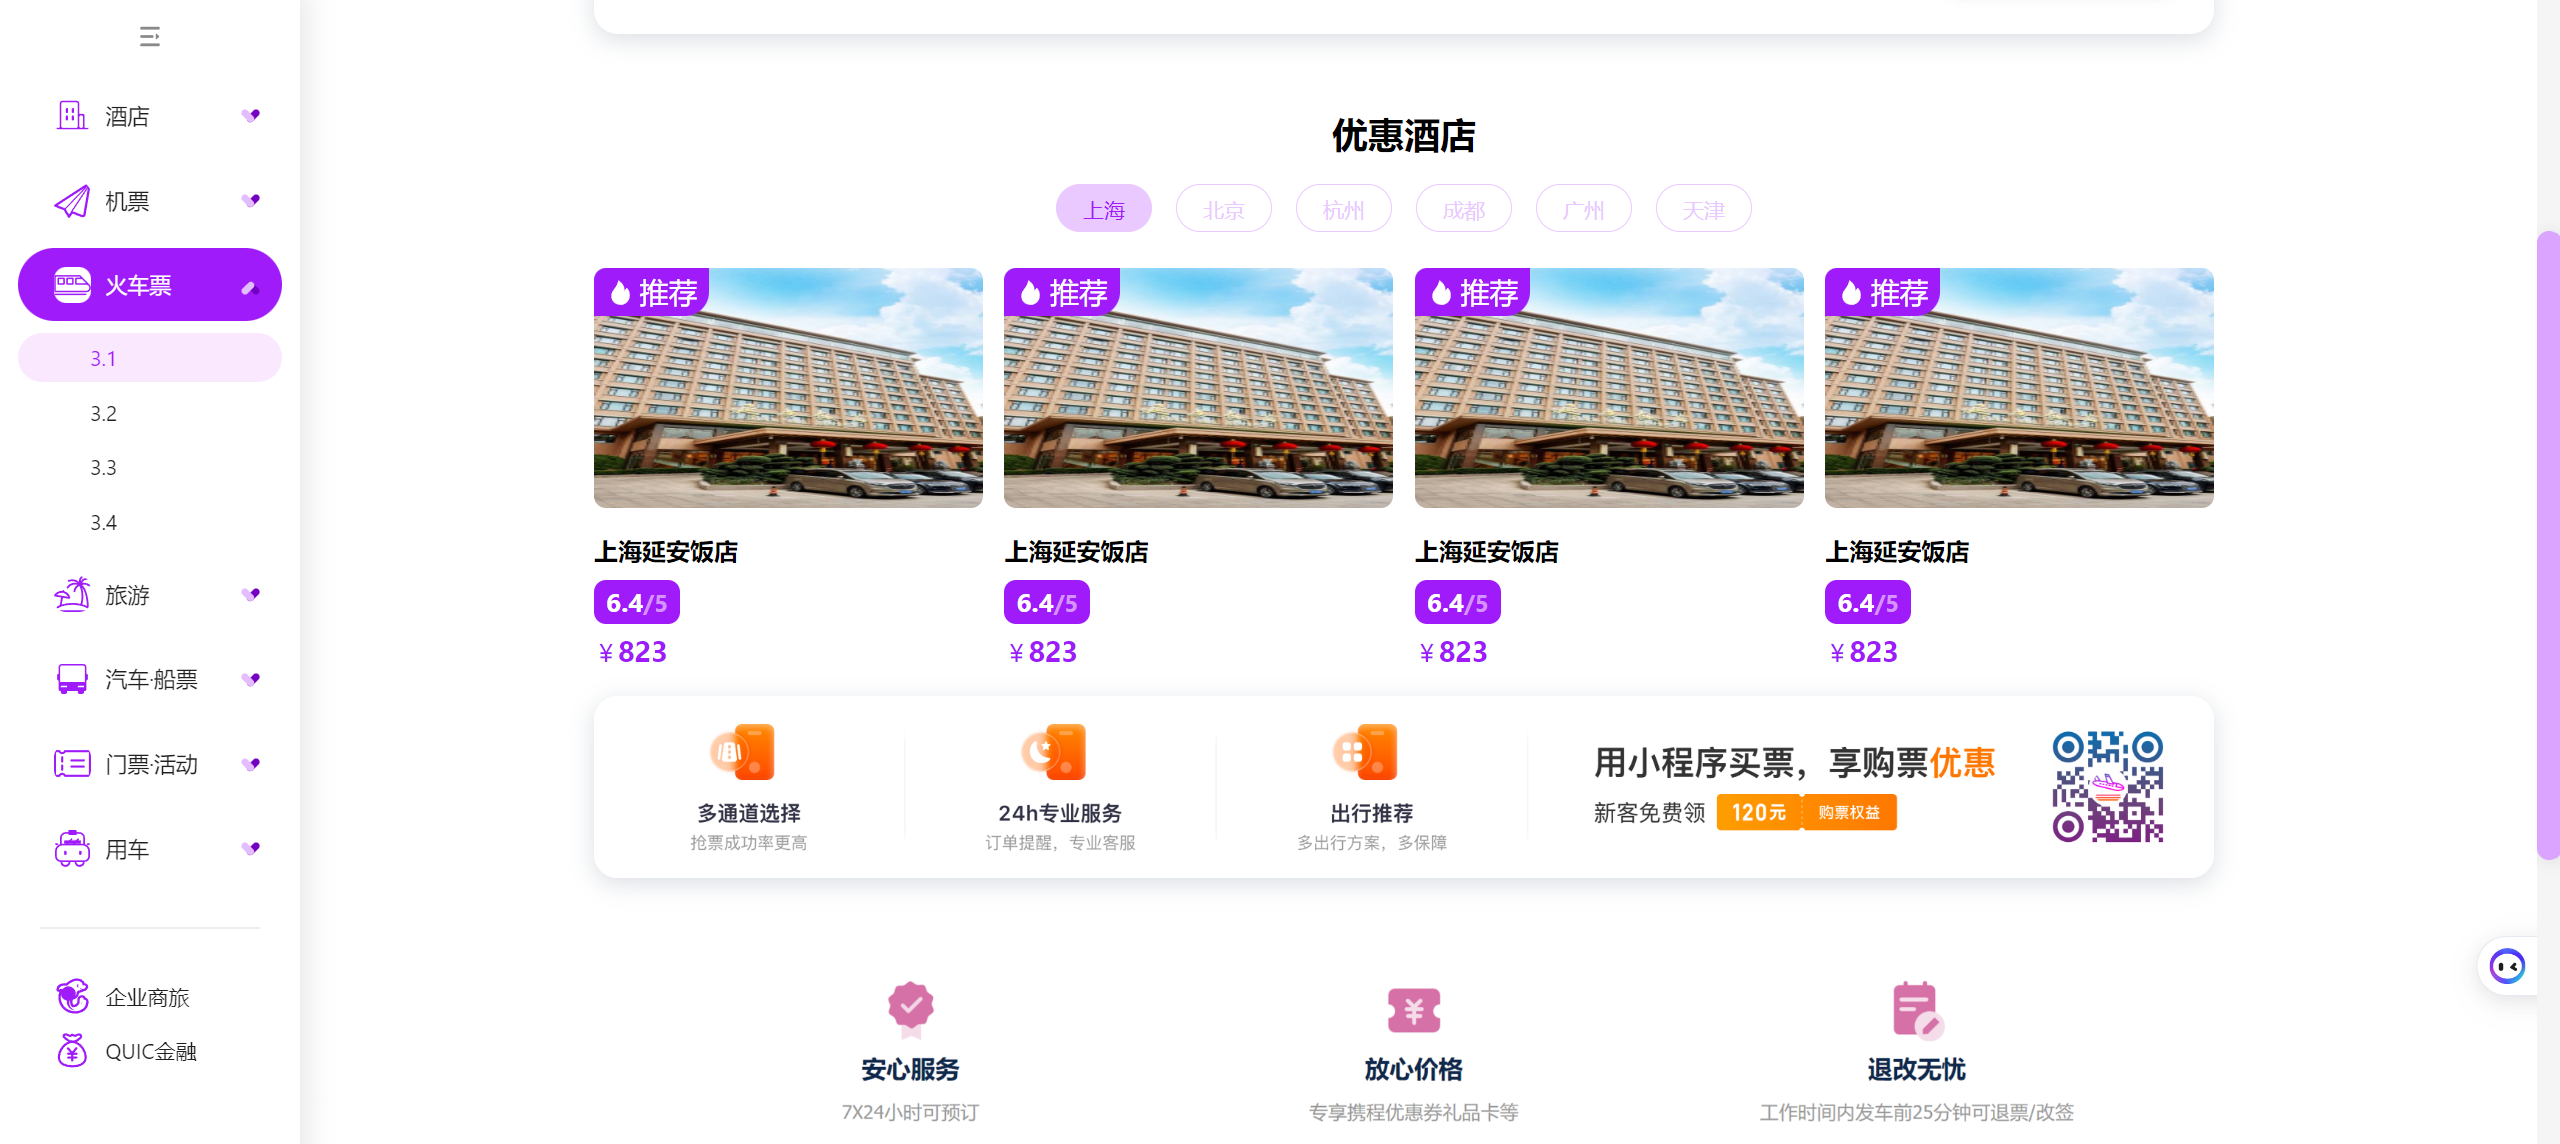 酒店
机票
火车票
3.1
3.2
3.3
3.4
旅游
汽车·船票
门票·活动
用车
企业商旅
QUIC金融
优惠酒店
上海
北京
杭州
成都
广州
天津
推荐
推荐
推荐
推荐
上海延安饭店
上海延安饭店
上海延安饭店
上海延安饭店
6.4/5
6.4/5
6.4/5
6.4/5
¥823
¥823
¥823
¥823
多通道选择
抢票成功率更高
24h专业服务
订单提醒，专业客服
出行推荐
多出行方案，多保障
用小程序买票，享购票优惠
新客免费领 120元 购票权益
安心服务
7X24小时可预订
放心价格
专享携程优惠券礼品卡等
退改无忧
工作时间内发车前25分钟可退票/改签